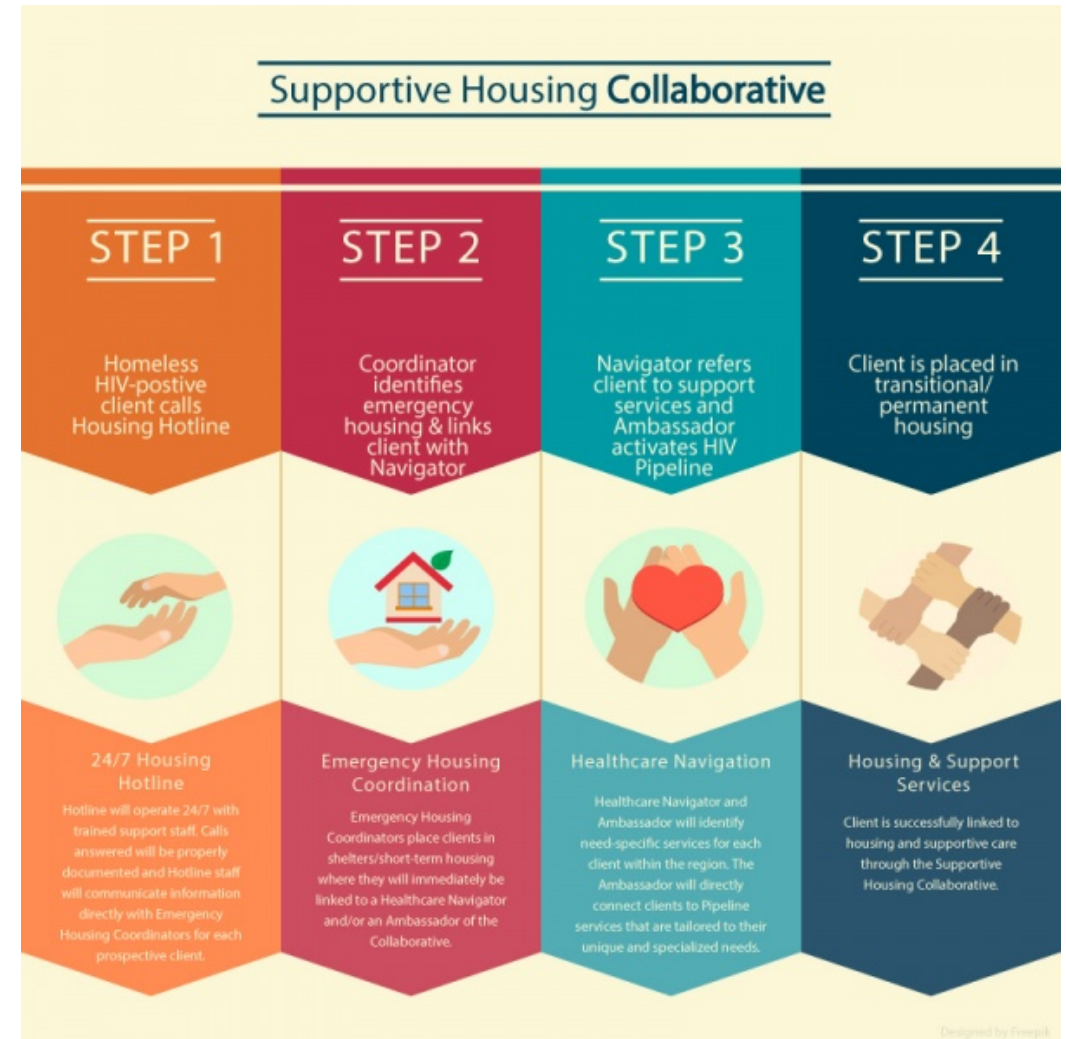 Supportive Housing Collaborative
STEP 1
Homeless
HIV-postive
client calls
Housing Hotline
24/7 Housing
Hotline
Hotline will operate 24/7 with
trained support staff. Calls
answered will be properly
documented and Hotline staff
will communicate information
directly with Emergency
Housing Coordinators for each
prospective client.
STEP 2
Coordinator
identifies
emergency
housing & links
client with
Navigator
Emergency Housing
Coordination
Emergency Housing
Coordinators place clients in
shelters/short-term housing
where they will immediately be
linked to a Healthcare Navigator
and/or an Ambassador of the
Collaborative.
STEP 3
Navigator refers
client to support
services and
Ambassador
activates HIV
Pipeline
Healthcare Navigation
Healthcare Navigator and
Ambassador will identify
need-specific services for each
client within the region. The
Ambassador will directly
connect clients to Pipeline
services that are tailored to their
unique and specialized needs.
STEP 4
Client is placed in
transitional/
permanent
housing
Housing & Support
Services
Client is successfully linked to
housing and supportive care
through the Supportive
Housing Collaborative.
Designed by Freepik